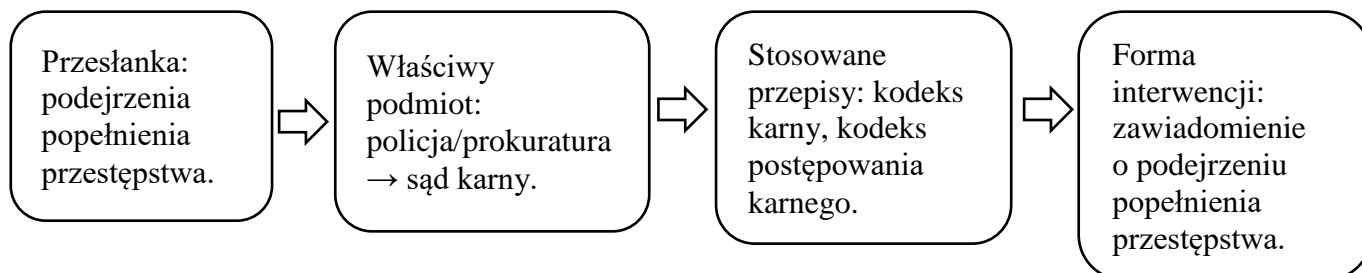 Przesłanka:
podejrzenia
popełnienia
przestępstwa.
Właściwy
podmiot:
policja/prokuratura
→ sąd karny.
Stosowane
przepisy: kodeks
karny, kodeks
postępowania
karnego.
Forma
interwencji:
zawiadomienie
o podejrzeniu
popełnienia
przestępstwa.